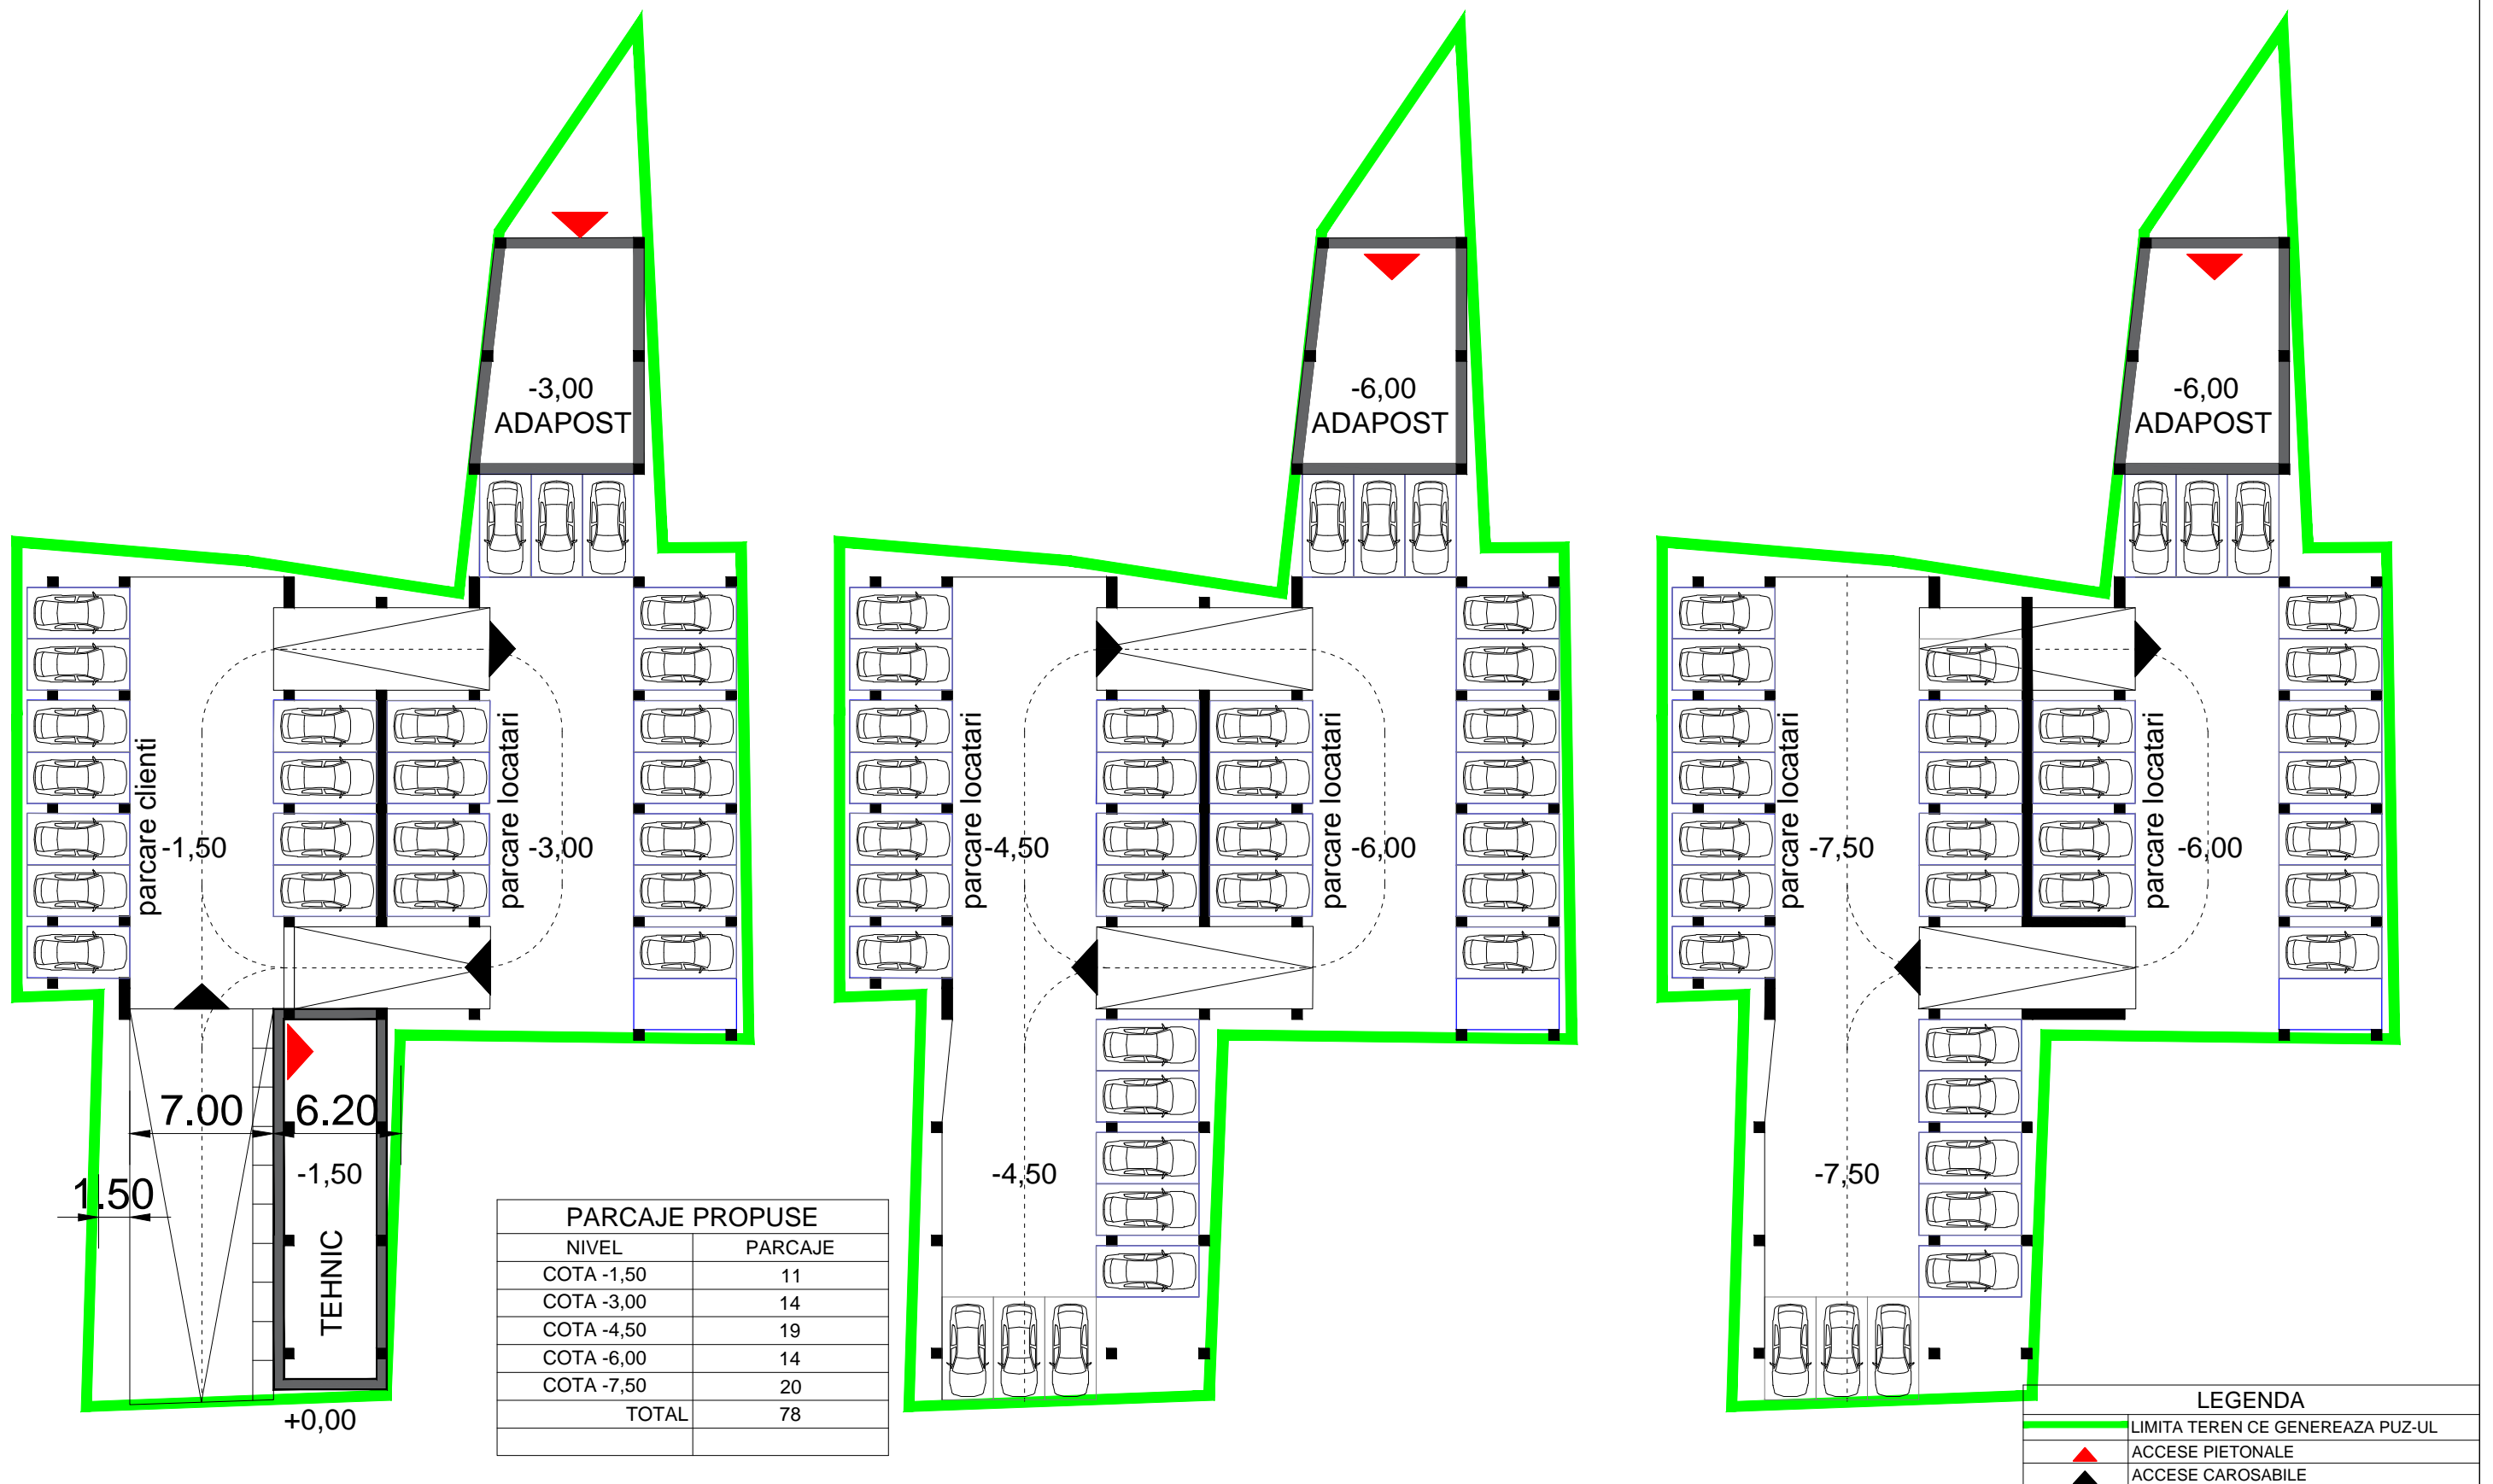 -3,00
ADAPOST
parcare clienti
-1,50
parcare locatari
-3,00
7.00
6.20
1.50
-1,50
TEHNIC
+0,00
-6,00
ADAPOST
parcare locatari
-4,50
parcare locatari
-6,00
-4,50
-6,00
ADAPOST
parcare locatari
-7,50
parcare locatari
-6,00
-7,50
PARCAJE PROPUSE
NIVEL PARCAJE
COTA -1,50 11
COTA -3,00 14
COTA -4,50 19
COTA -6,00 14
COTA -7,50 20
TOTAL 78
LEGENDA
LIMITA TEREN CE GENEREAZA PUZ-UL
ACCESE PIETONALE
ACCESE CAROSABILE